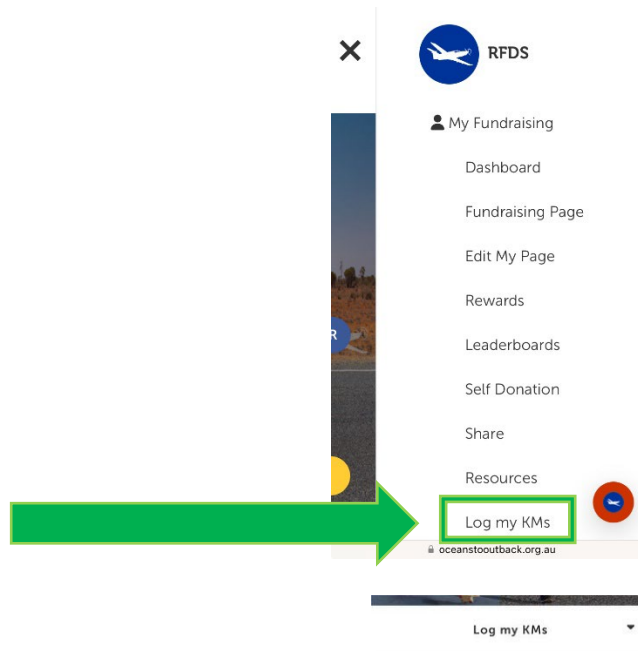 RFDS
My Fundraising
Dashboard
Fundraising Page
Edit My Page
Rewards
Leaderboards
Self Donation
Share
Resources
Log my KMs
oceanstooutback.org.au
Log my KMs